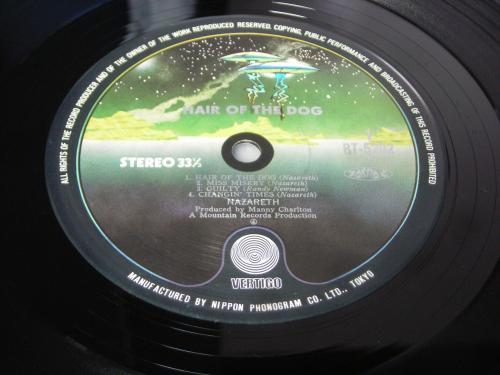 ALL RIGHTS OF THE RECORD PRODUCER AND OF THE OWNER OF THE WORK REPRODUCED RESERVED. COPYING, PUBLIC PERFORMANCE AND BROADCASTING OF THIS RECORD PROHIBITED
HAIR OF THE DOG
STEREO 33⅓
1. HAIR OF THE DOG (Nazareth)
2. MISS MISERY (Nazareth)
3. GUILTY (Randy Newman)
4. CHANGIN' TIMES (Nazareth)
NAZARETH
Produced by Manny Charlton
A Mountain Records Production
VERTIGO
MANUFACTURED BY NIPPON PHONOGRAM CO. LTD., TOKYO